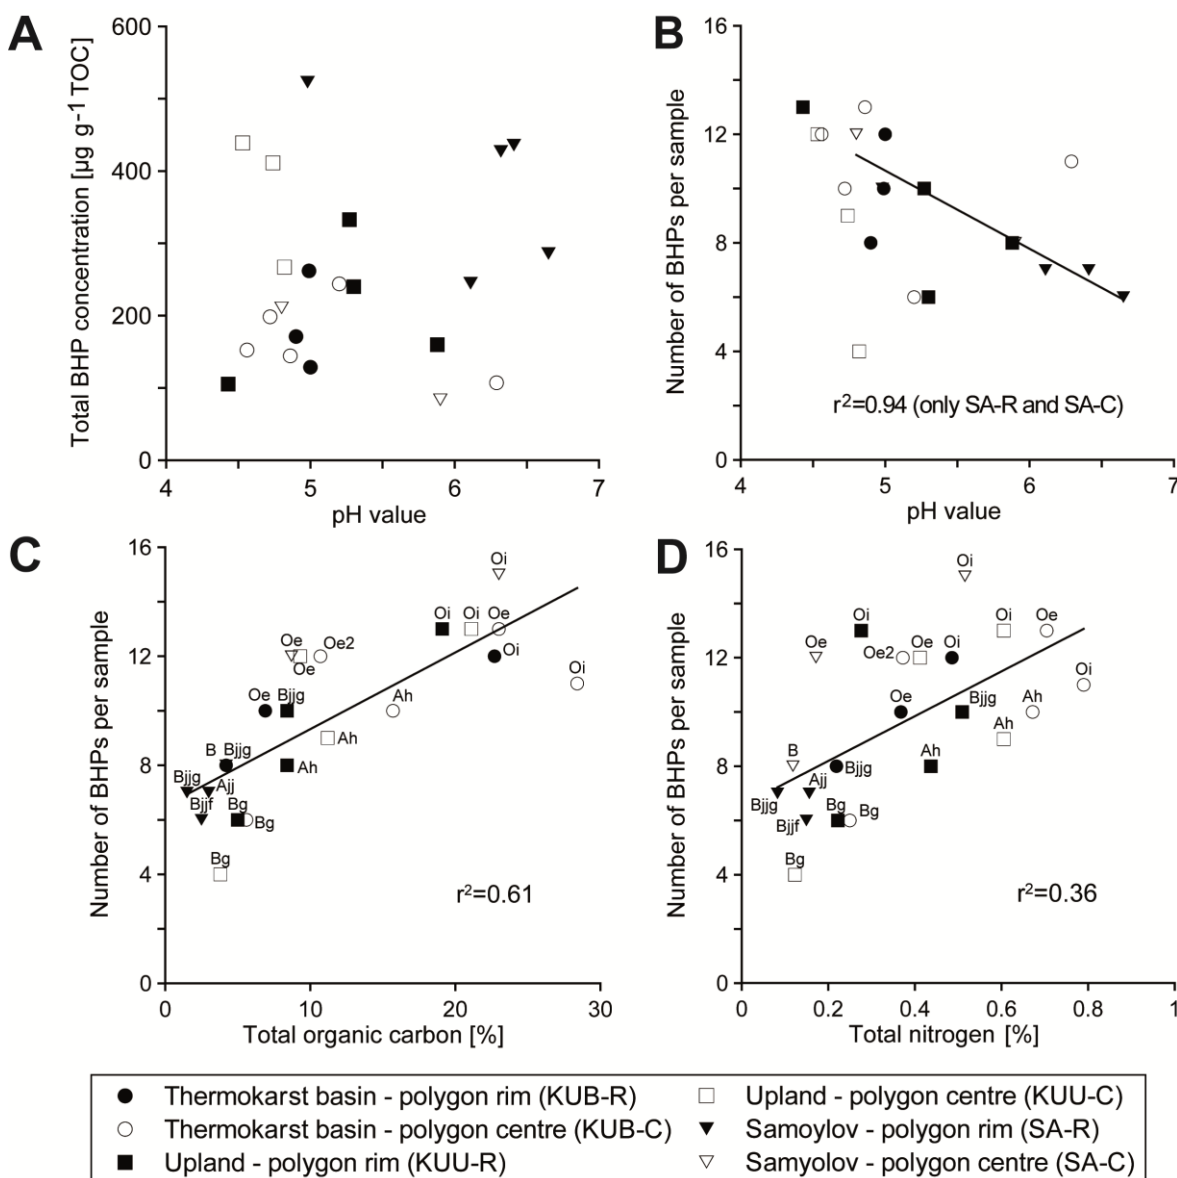 A
600
400
200
0
Total BHP concentration [µg g-1 TOC]
4 5 6 7
pH value
B
16
12
8
4
0
Number of BHPs per sample
r2=0.94 (only SA-R and SA-C)
4 5 6 7
pH value
C
16
12
8
4
0
Number of BHPs per sample
Oi
Oi Oi Oe
Oe Oe2
Oe Oi
Oi
Oe Bjjg Ah
B Bjjg Ah
Bjjg Ajj Ah
Bjjf Bg Bg
Bg
r2=0.61
0 10 20 30
Total organic carbon [%]
D
16
12
8
4
0
Number of BHPs per sample
Oi
Oi Oi Oe
Oe Oe2 Oe Oi
Oi
Oe Bjjg Ah
Ah
B Bjjg Ah
Bjjg Ajj
Bjjf Bg Bg
Bg
r2=0.36
0 0.2 0.4 0.6 0.8 1
Total nitrogen [%]
Thermokarst basin - polygon rim (KUB-R)
Thermokarst basin - polygon centre (KUB-C)
Upland - polygon rim (KUU-R)
Upland - polygon centre (KUU-C)
Samoylov - polygon rim (SA-R)
Samyolov - polygon centre (SA-C)